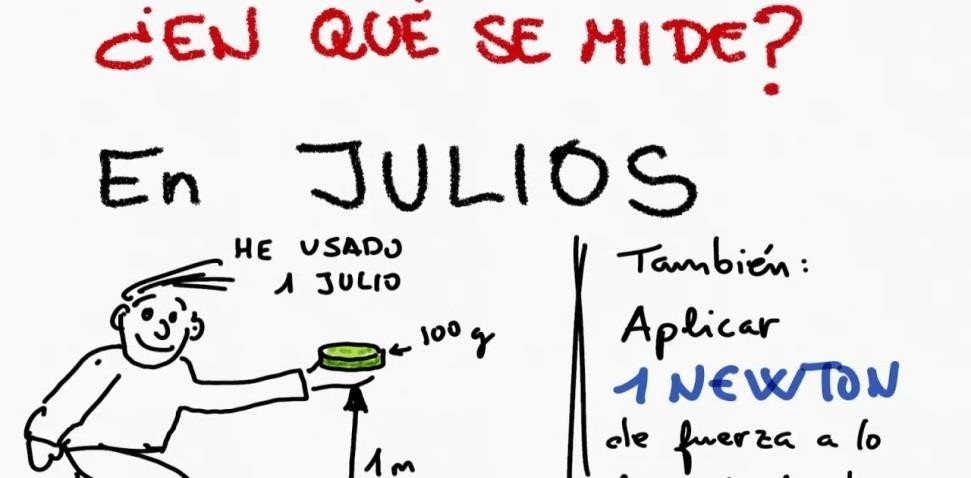 ¿EN QUÉ SE MIDE?
En JULIOS
HE USADO
1 JULIO
100 g
1m
También:
Aplicar
1 NEWTON
de fuerza a lo